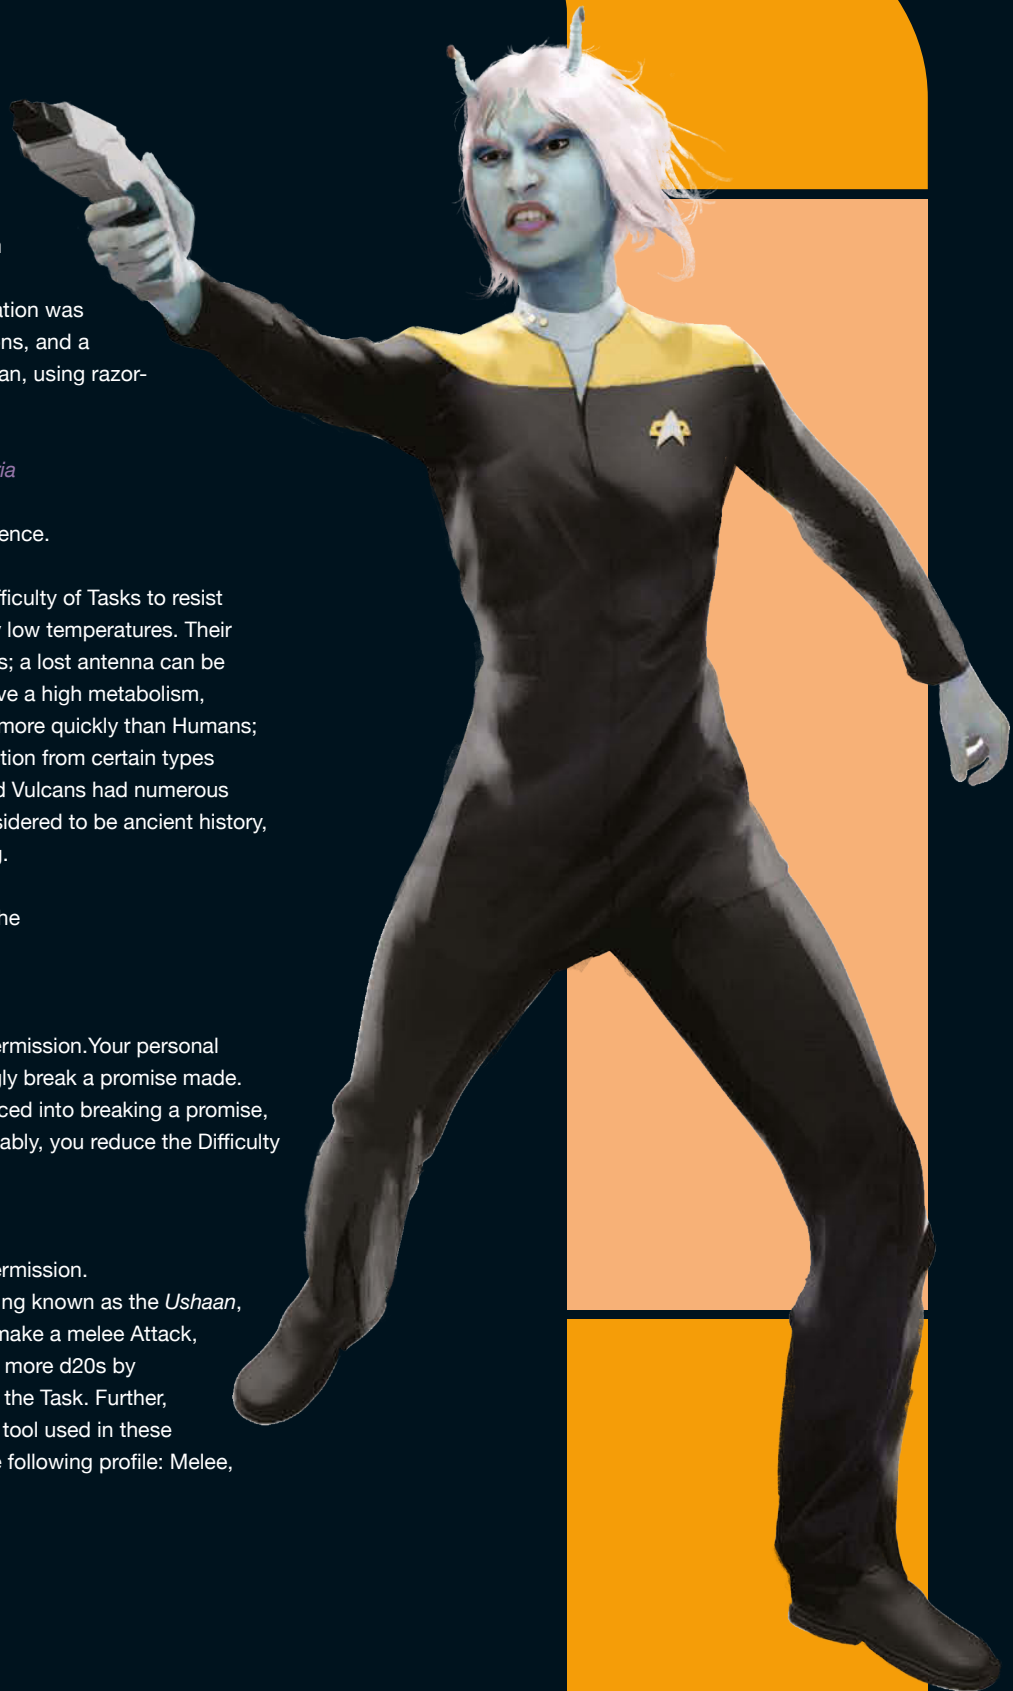 ation was
ns, and a
an, using razor-
ia
ence.
fficulty of Tasks to resist
low temperatures. Their
s; a lost antenna can be
ve a high metabolism,
more quickly than Humans;
tion from certain types
d Vulcans had numerous
sidered to be ancient history,
g.
he
ermission.Your personal
gly break a promise made.
ced into breaking a promise,
ably, you reduce the Difficulty
ermission.
ng known as the Ushaan,
make a melee Attack,
more d20s by
the Task. Further,
tool used in these
e following profile: Melee,